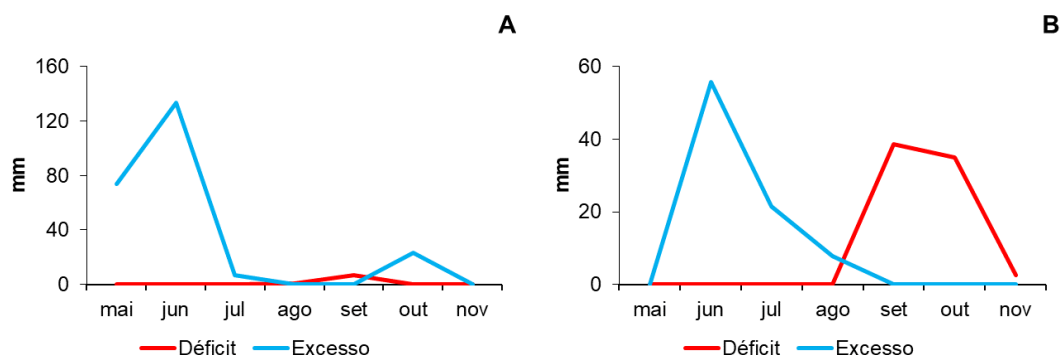 A
160
120
80
40
0
mm
mai jun jul ago set out nov
Déficit Excesso
B
60
40
20
0
mm
mai jun jul ago set out nov
Déficit Excesso